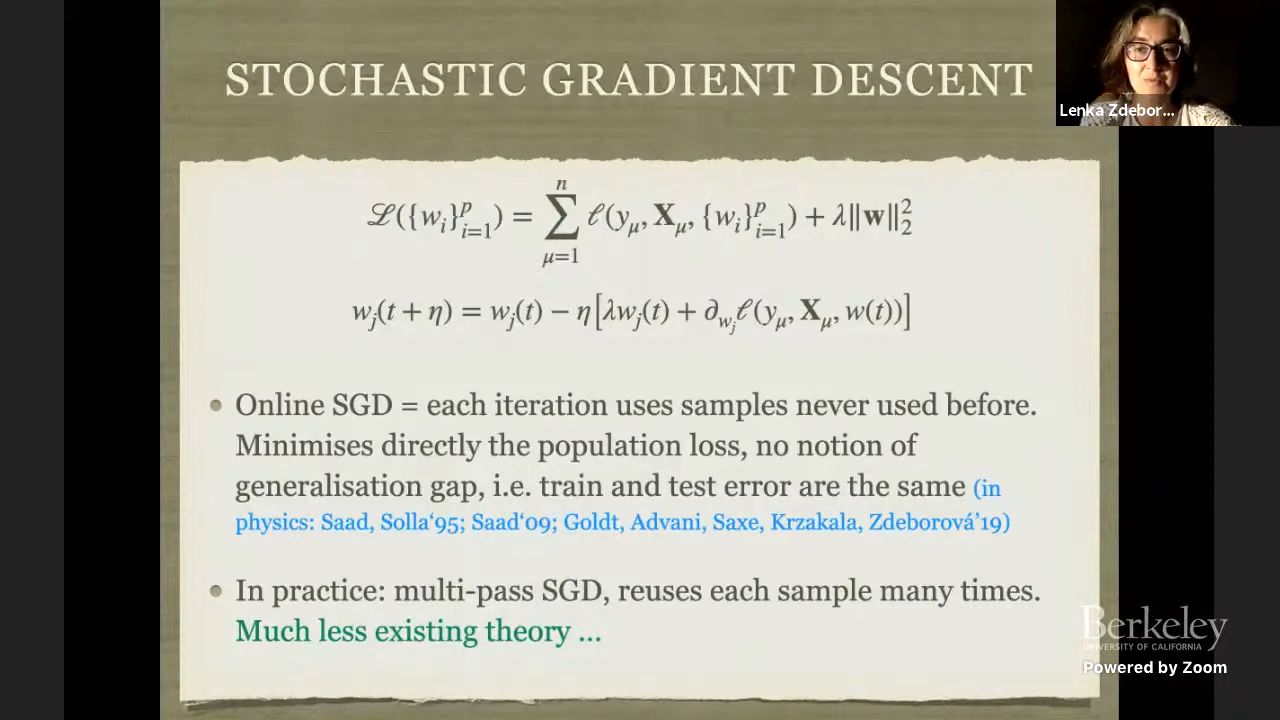 STOCHASTIC GRADIENT DESCENT
Lenka Zdebor...
ℒ({w_i}_{i=1}^p) = ∑_{μ=1}^n ℓ(y_μ, X_μ, {w_i}_{i=1}^p) + λ‖w‖_2^2
w_j(t + η) = w_j(t) − η[λw_j(t) + ∂_{w_j}ℓ(y_μ, X_μ, w(t))]
• Online SGD = each iteration uses samples never used before.
Minimises directly the population loss, no notion of
generalisation gap, i.e. train and test error are the same (in
physics: Saad, Solla‘95; Saad‘09; Goldt, Advani, Saxe, Krzakala, Zdeborová’19)
• In practice: multi-pass SGD, reuses each sample many times.
Much less existing theory ...
Berkeley
UNIVERSITY OF CALIFORNIA
Powered by Zoom